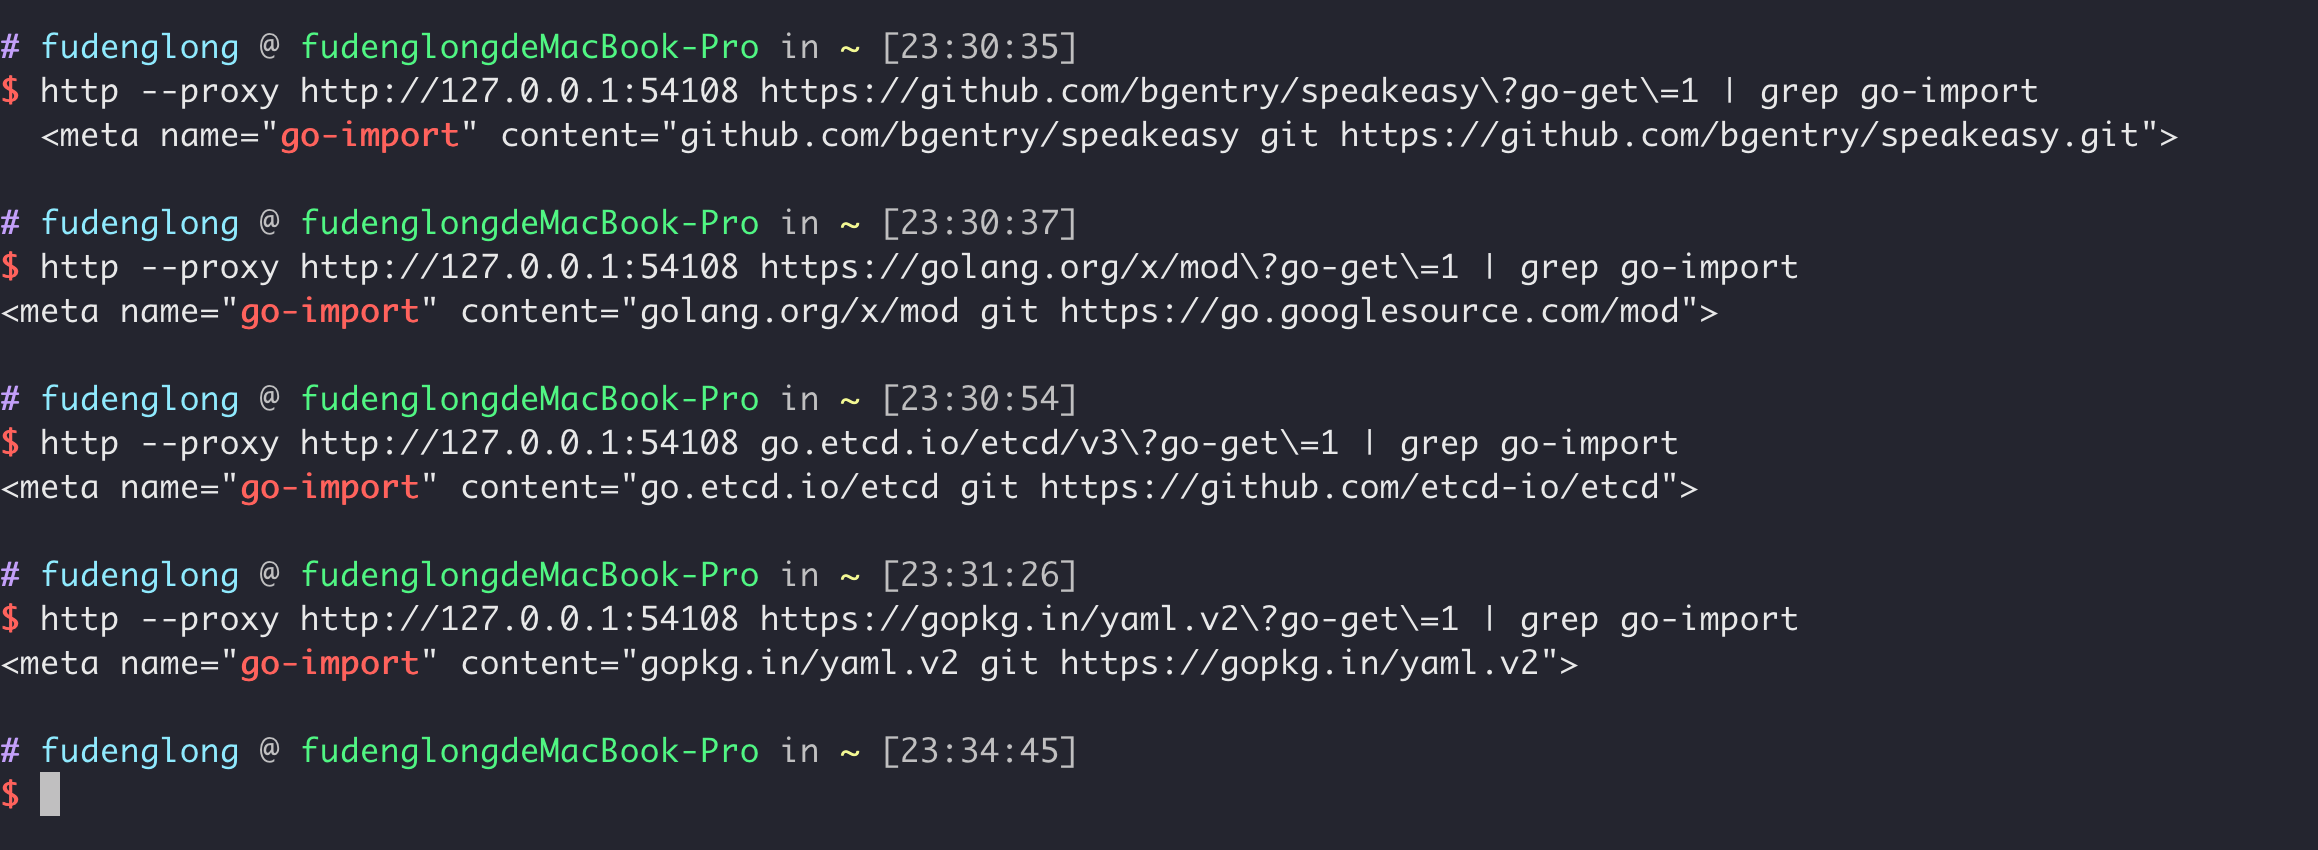 # fudenglong @ fudenglongdeMacBook-Pro in ~ [23:30:35]
$ http --proxy http://127.0.0.1:54108 https://github.com/bgentry/speakeasy\?go-get\=1 | grep go-import
  <meta name="go-import" content="github.com/bgentry/speakeasy git https://github.com/bgentry/speakeasy.git">
# fudenglong @ fudenglongdeMacBook-Pro in ~ [23:30:37]
$ http --proxy http://127.0.0.1:54108 https://golang.org/x/mod\?go-get\=1 | grep go-import
<meta name="go-import" content="golang.org/x/mod git https://go.googlesource.com/mod">
# fudenglong @ fudenglongdeMacBook-Pro in ~ [23:30:54]
$ http --proxy http://127.0.0.1:54108 go.etcd.io/etcd/v3\?go-get\=1 | grep go-import
<meta name="go-import" content="go.etcd.io/etcd git https://github.com/etcd-io/etcd">
# fudenglong @ fudenglongdeMacBook-Pro in ~ [23:31:26]
$ http --proxy http://127.0.0.1:54108 https://gopkg.in/yaml.v2\?go-get\=1 | grep go-import
<meta name="go-import" content="gopkg.in/yaml.v2 git https://gopkg.in/yaml.v2">
# fudenglong @ fudenglongdeMacBook-Pro in ~ [23:34:45]
$